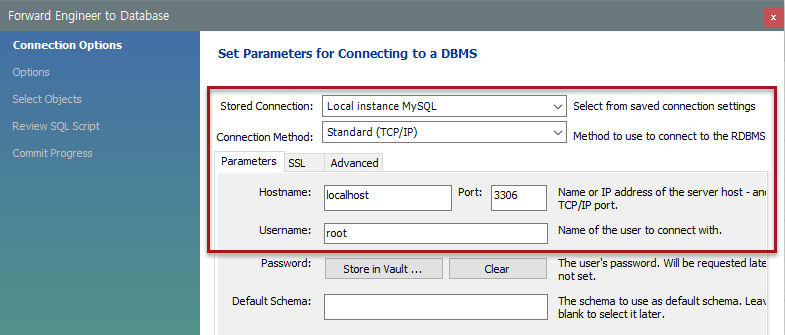 Forward Engineer to Database
x
Connection Options
Options
Select Objects
Review SQL Script
Commit Progress
Set Parameters for Connecting to a DBMS
Stored Connection: Local instance MySQL Select from saved connection settings
Connection Method: Standard (TCP/IP) Method to use to connect to the RDBMS
Parameters SSL Advanced
Hostname: localhost Port: 3306 Name or IP address of the server host - and
TCP/IP port.
Username: root Name of the user to connect with.
Password: Store in Vault ... Clear The user's password. Will be requested late
not set.
Default Schema: The schema to use as default schema. Leav
blank to select it later.